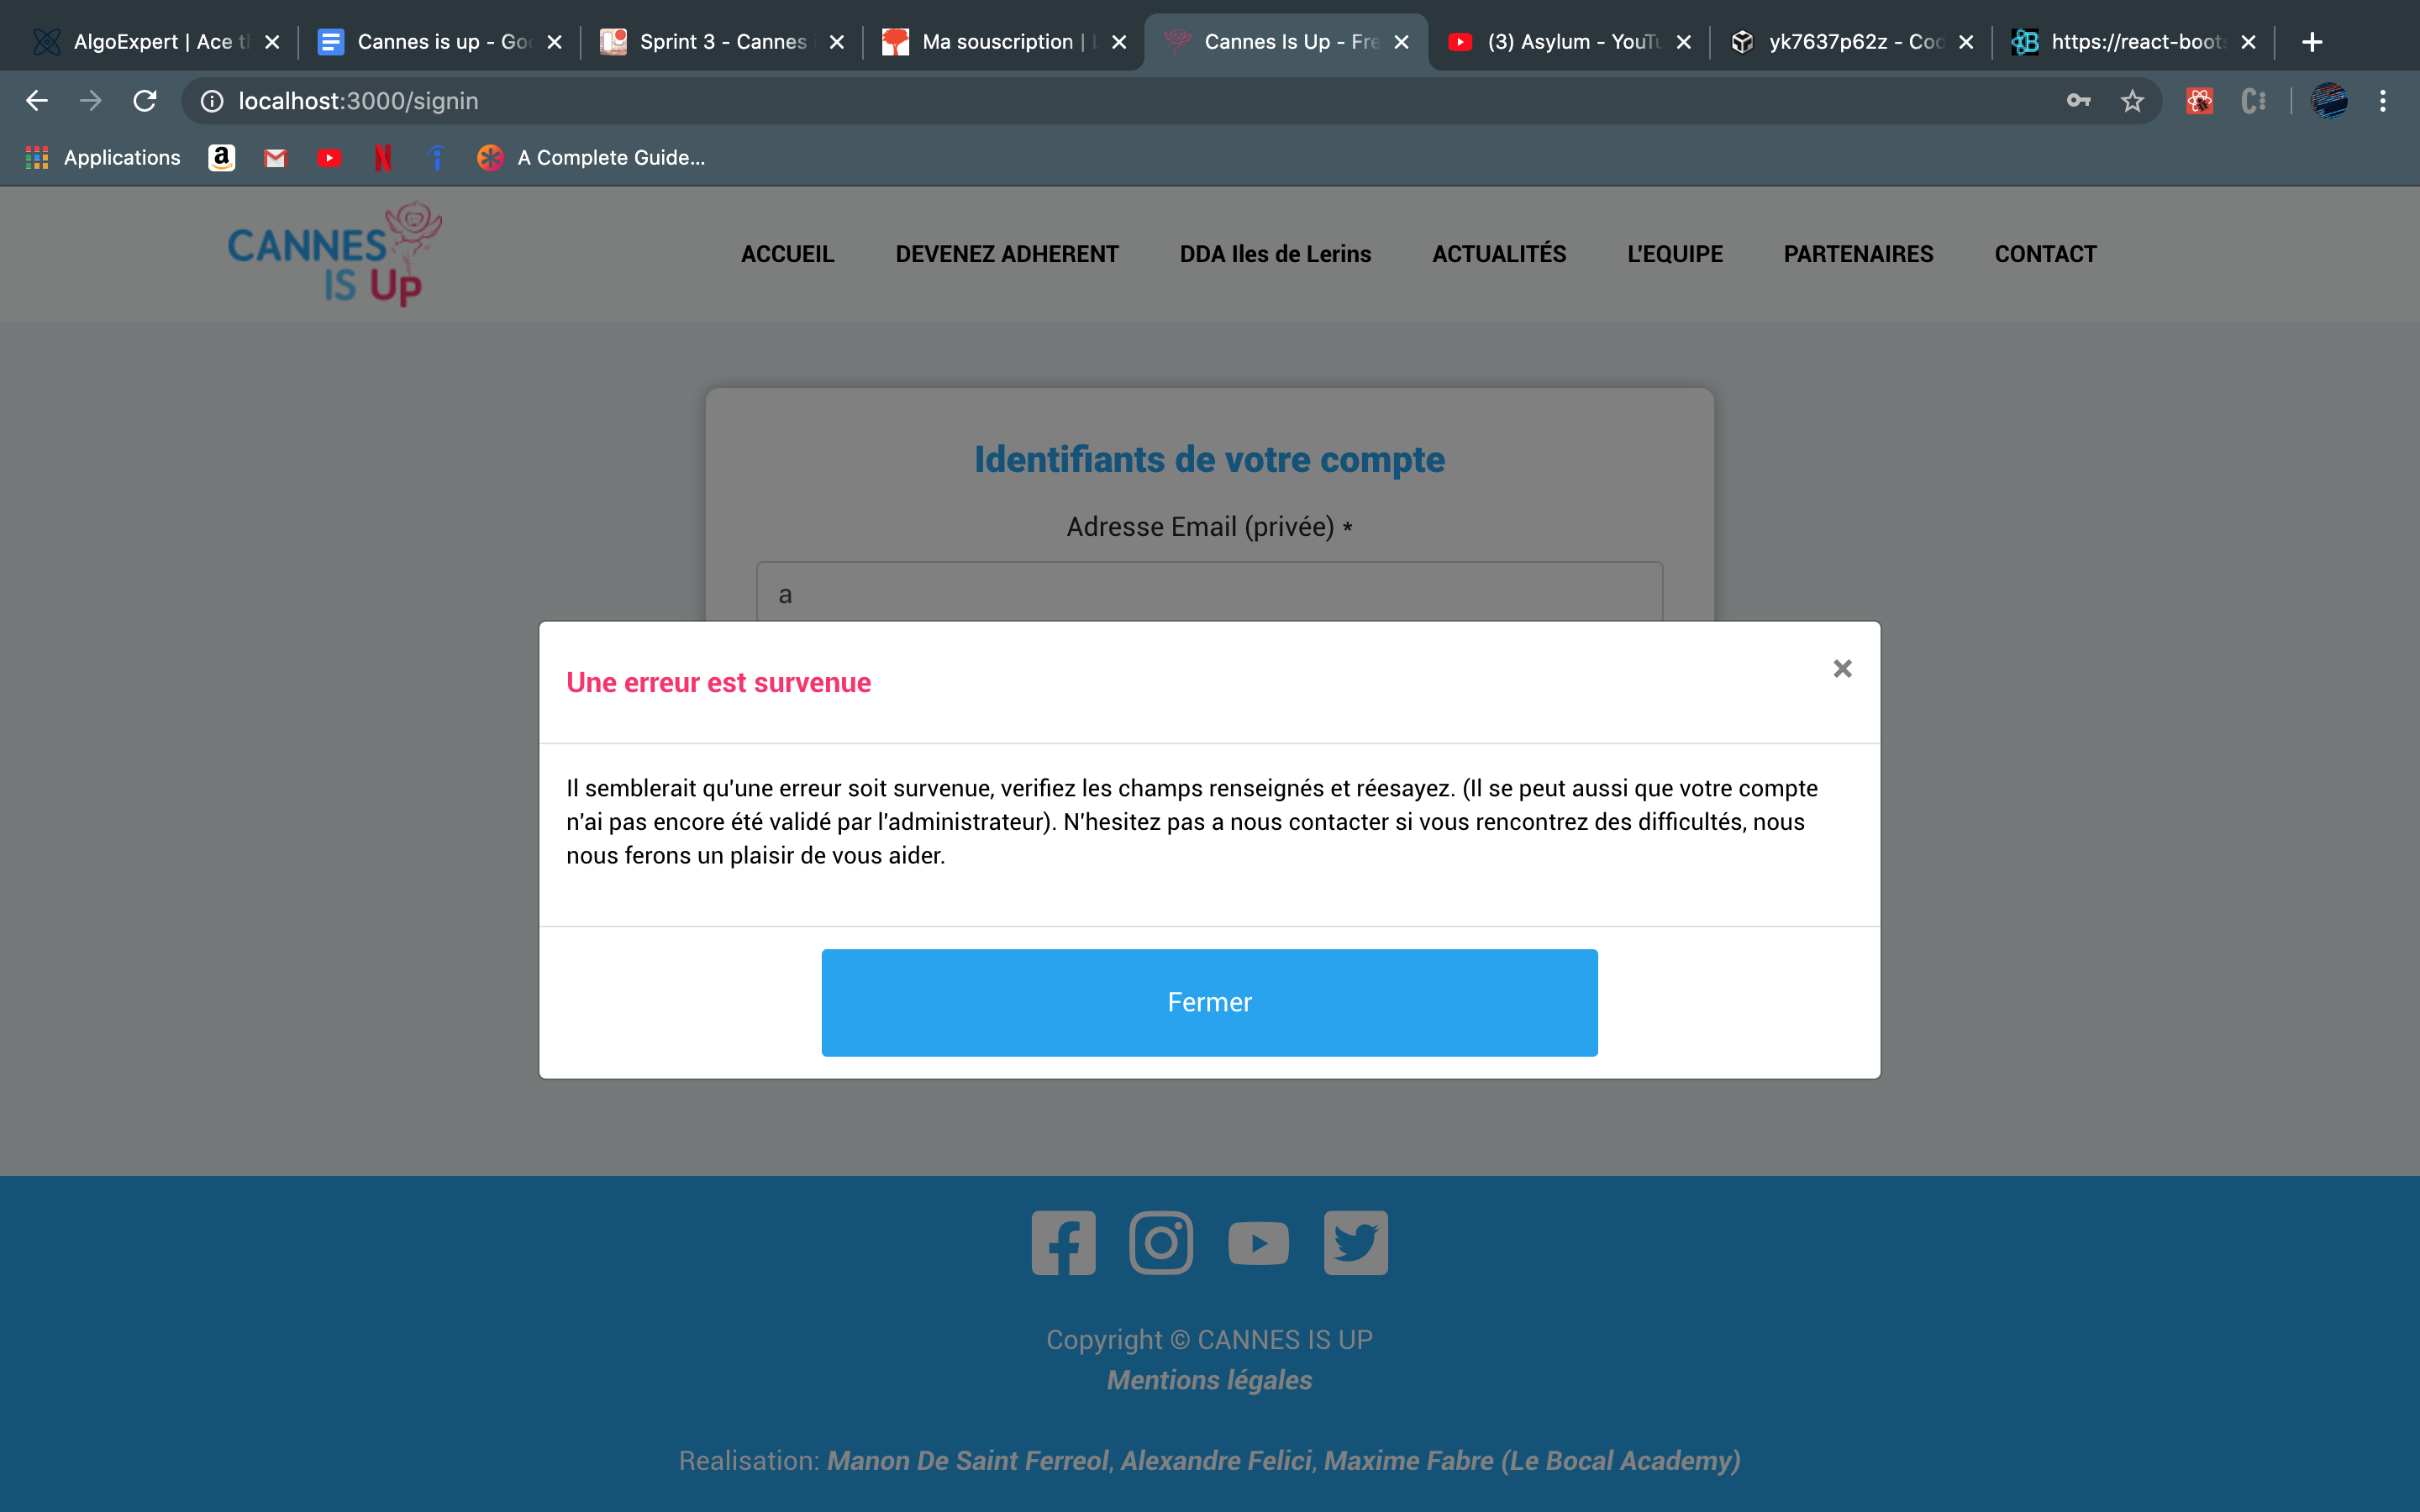 AlgoExpert | Ace t
Cannes is up - Goo
Sprint 3 - Cannes
Ma souscription |
Cannes Is Up - Fre
(3) Asylum - YouTu
yk7637p62z - Cod
https://react-boots
localhost:3000/signin
Applications
A Complete Guide...
CANNES
IS Up
ACCUEIL
DEVENEZ ADHERENT
DDA Iles de Lerins
ACTUALITÉS
L'EQUIPE
PARTENAIRES
CONTACT
Identifiants de votre compte
Adresse Email (privée) *
a
Une erreur est survenue
×
Il semblerait qu'une erreur soit survenue, verifiez les champs renseignés et réesayez. (Il se peut aussi que votre compte
n'ai pas encore été validé par l'administrateur). N'hesitez pas a nous contacter si vous rencontrez des difficultés, nous
nous ferons un plaisir de vous aider.
Fermer
Copyright © CANNES IS UP
Mentions légales
Realisation: Manon De Saint Ferreol, Alexandre Felici, Maxime Fabre (Le Bocal Academy)